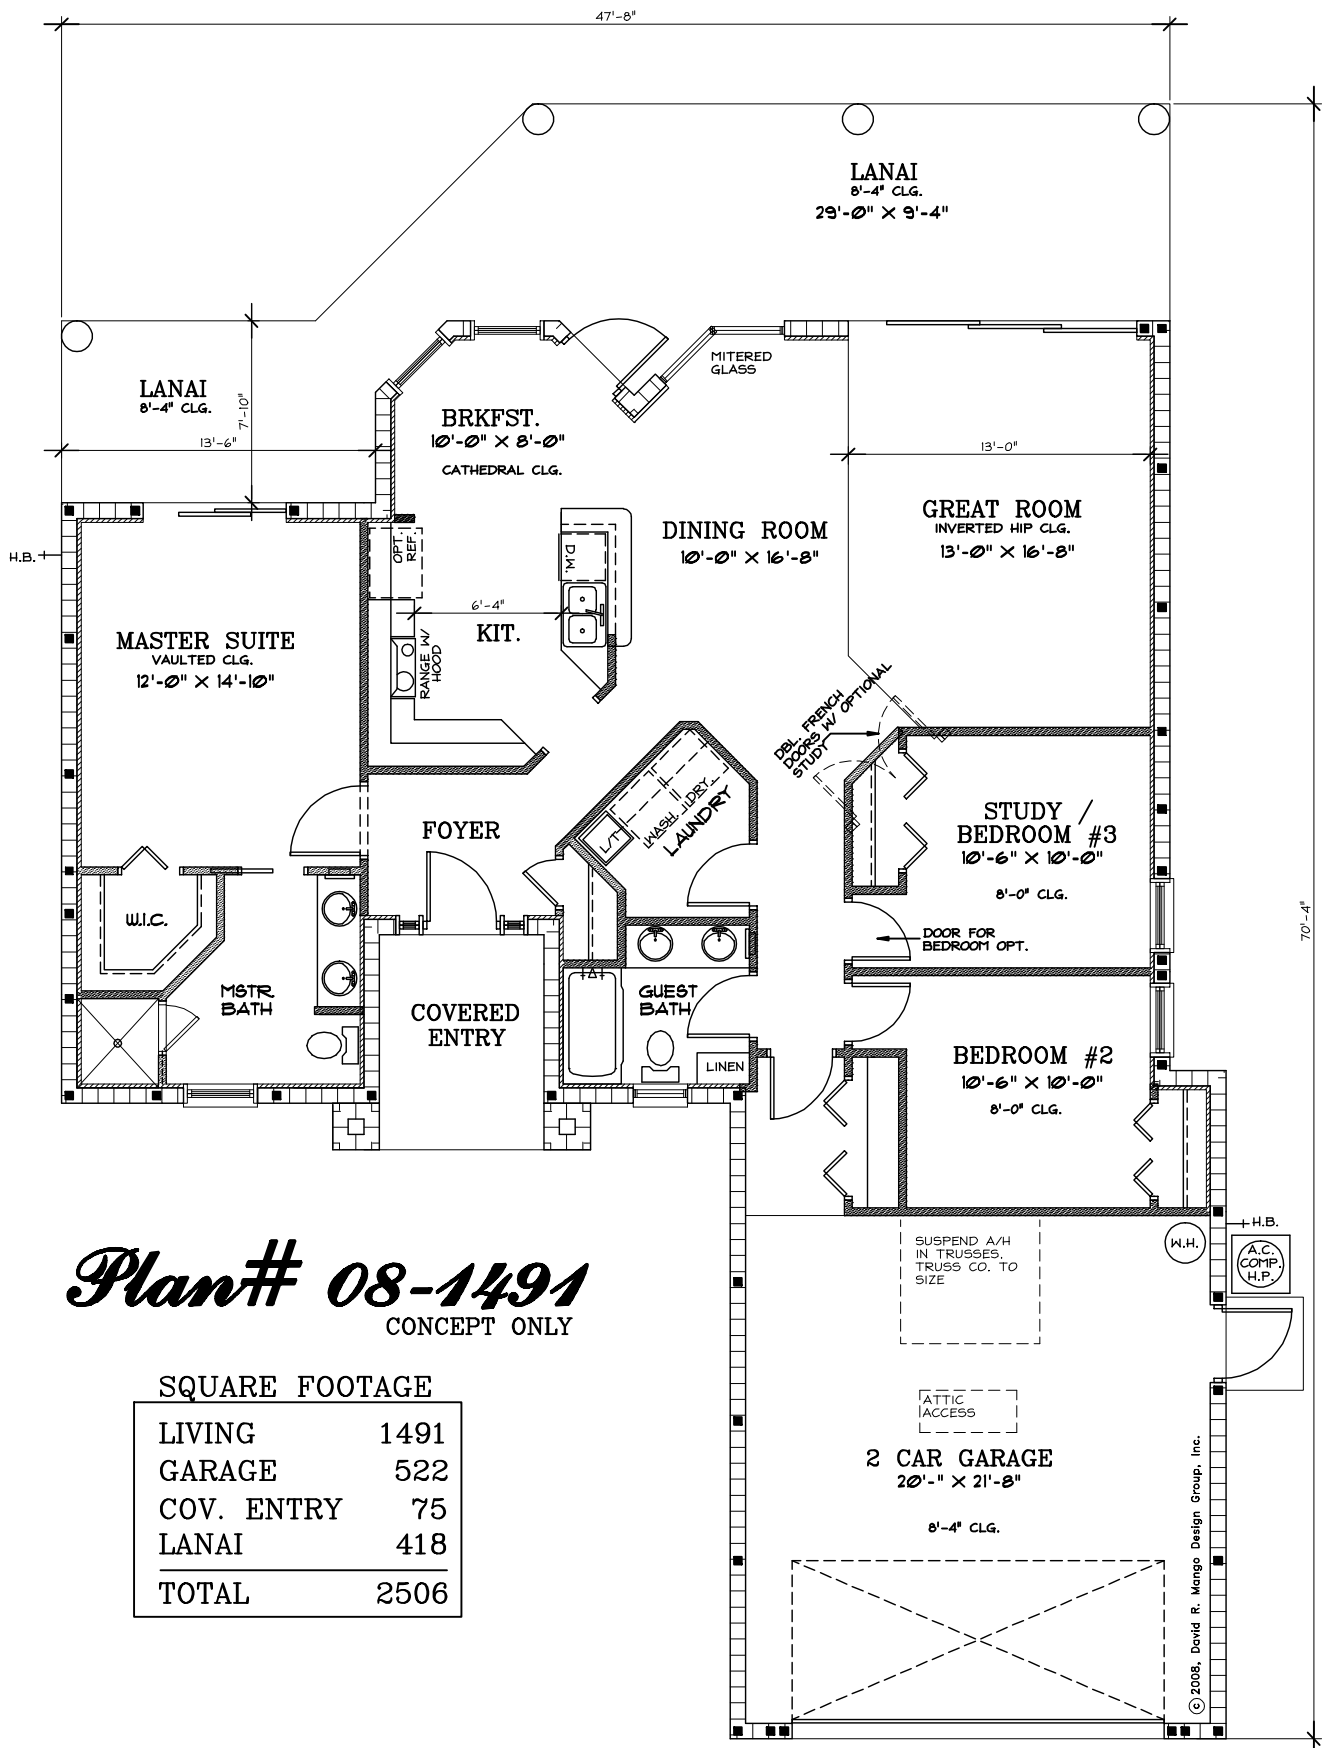 47'-8"
LANAI
8'-4" CLG.
29'-0" X 9'-4"
MITERED
GLASS
LANAI
8'-4" CLG.
7'-10"
13'-6"
BRKFST.
10'-0" X 8'-0"
CATHEDRAL CLG.
13'-0"
GREAT ROOM
INVERTED HIP CLG.
13'-0" X 16'-8"
DINING ROOM
10'-0" X 16'-8"
H.B.
OPT.
REF.
D.W.
6'-4"
KIT.
RANGE W/
HOOD
MASTER SUITE
VAULTED CLG.
12'-0" X 14'-10"
DBL. FRENCH
DOORS W/ OPTIONAL
STUDY
WASH
DRY
L/T
LAUNDRY
FOYER
STUDY /
BEDROOM #3
10'-6" X 10'-0"
8'-0" CLG.
W.I.C.
DOOR FOR
BEDROOM OPT.
70'-4"
MSTR.
BATH
COVERED
ENTRY
GUEST
BATH
LINEN
BEDROOM #2
10'-6" X 10'-0"
8'-0" CLG.
SUSPEND A/H
IN TRUSSES.
TRUSS CO. TO
SIZE
W.H.
H.B.
A.C.
COMP.
H.P.
Plan# 08-1491
CONCEPT ONLY
ATTIC
ACCESS
2 CAR GARAGE
20'-" X 21'-8"
8'-4" CLG.
SQUARE FOOTAGE
LIVING 1491
GARAGE 522
COV. ENTRY 75
LANAI 418
TOTAL 2506
© 2008, David R. Mango Design Group, Inc.